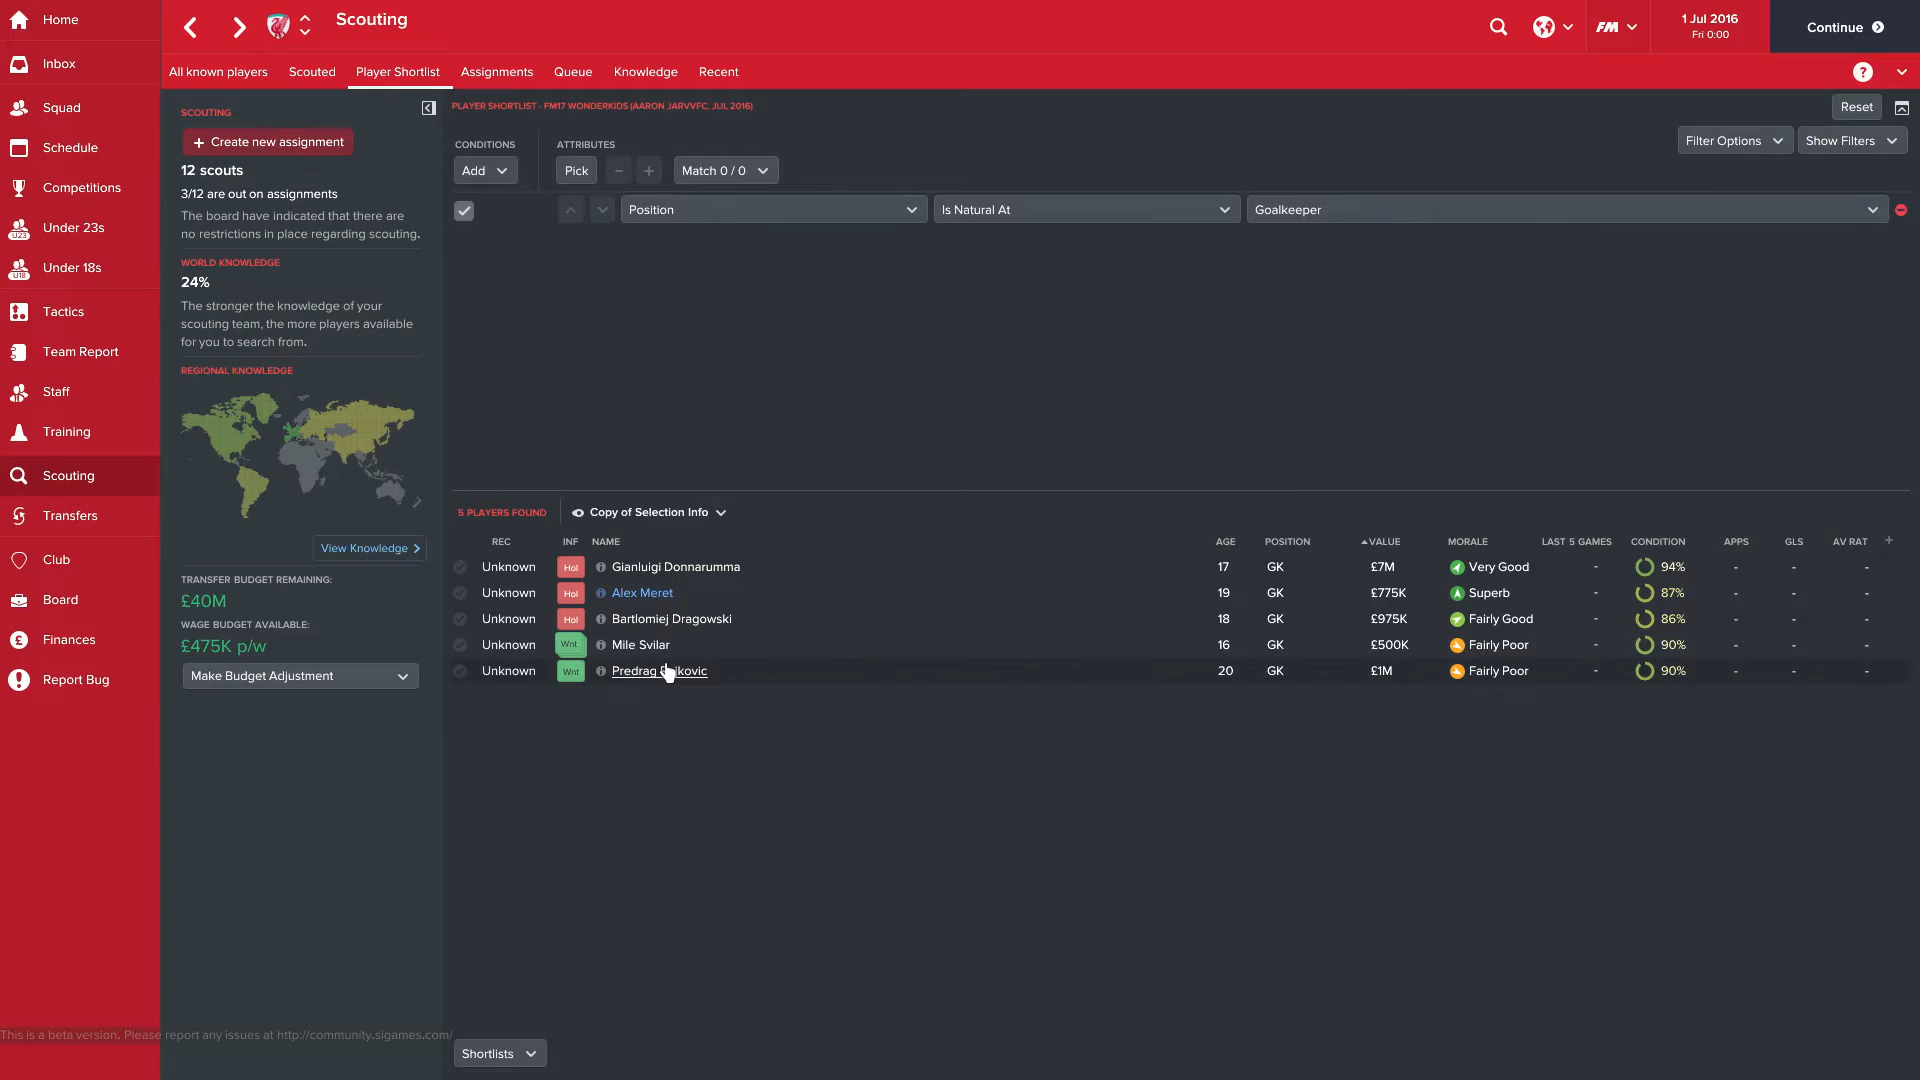 Home
Inbox
Squad
Schedule
Competitions
Under 23s
Under 18s
Tactics
Team Report
Staff
Training
Scouting
Transfers
Club
Board
Finances
Report Bug
Scouting
FM
1 Jul 2016
Fri 0:00
Continue
All known players Scouted Player Shortlist Assignments Queue Knowledge Recent
?
SCOUTING
+ Create new assignment
12 scouts
3/12 are out on assignments
The board have indicated that there are
no restrictions in place regarding scouting.
WORLD KNOWLEDGE
24%
The stronger the knowledge of your
scouting team, the more players available
for you to search from.
REGIONAL KNOWLEDGE
View Knowledge
TRANSFER BUDGET REMAINING:
£40M
WAGE BUDGET AVAILABLE:
£475K p/w
Make Budget Adjustment
PLAYER SHORTLIST - FM17 WONDERKIDS (AARON JARVVFC, JUL 2016)
Reset
CONDITIONS ATTRIBUTES
Filter Options Show Filters
Add Pick - + Match 0 / 0
Position Is Natural At Goalkeeper
5 PLAYERS FOUND Copy of Selection Info
REC INF NAME AGE POSITION VALUE MORALE LAST 5 GAMES CONDITION APPS GLS AV RAT +
Unknown Hol Gianluigi Donnarumma 17 GK £7M Very Good - 94% - - -
Unknown Hol Alex Meret 19 GK £775K Superb - 87% - - -
Unknown Hol Bartlomiej Dragowski 18 GK £975K Fairly Good - 86% - - -
Unknown Wnt Mile Svilar 16 GK £500K Fairly Poor - 90% - - -
Unknown Wnt Predrag 20 GK £1M Fairly Poor - 90% - - -
This is a beta version. Please report any issues at http://community.sigames.com/
Shortlists